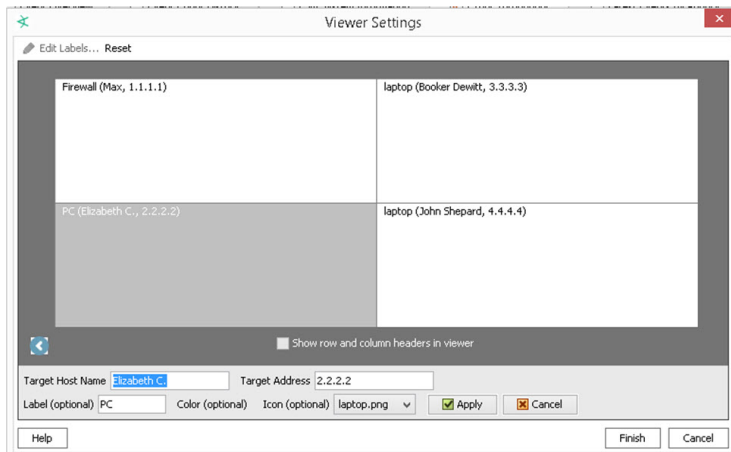 Viewer Settings
Edit Labels... Reset
Firewall (Max, 1.1.1.1)
laptop (Booker Dewitt, 3.3.3.3)
PC (Elizabeth C., 2.2.2.2)
laptop (John Shepard, 4.4.4.4)
Show row and column headers in viewer
Target Host Name Elizabeth C. Target Address 2.2.2.2
Label (optional) PC Color (optional) Icon (optional) laptop.png Apply Cancel
Help Finish Cancel